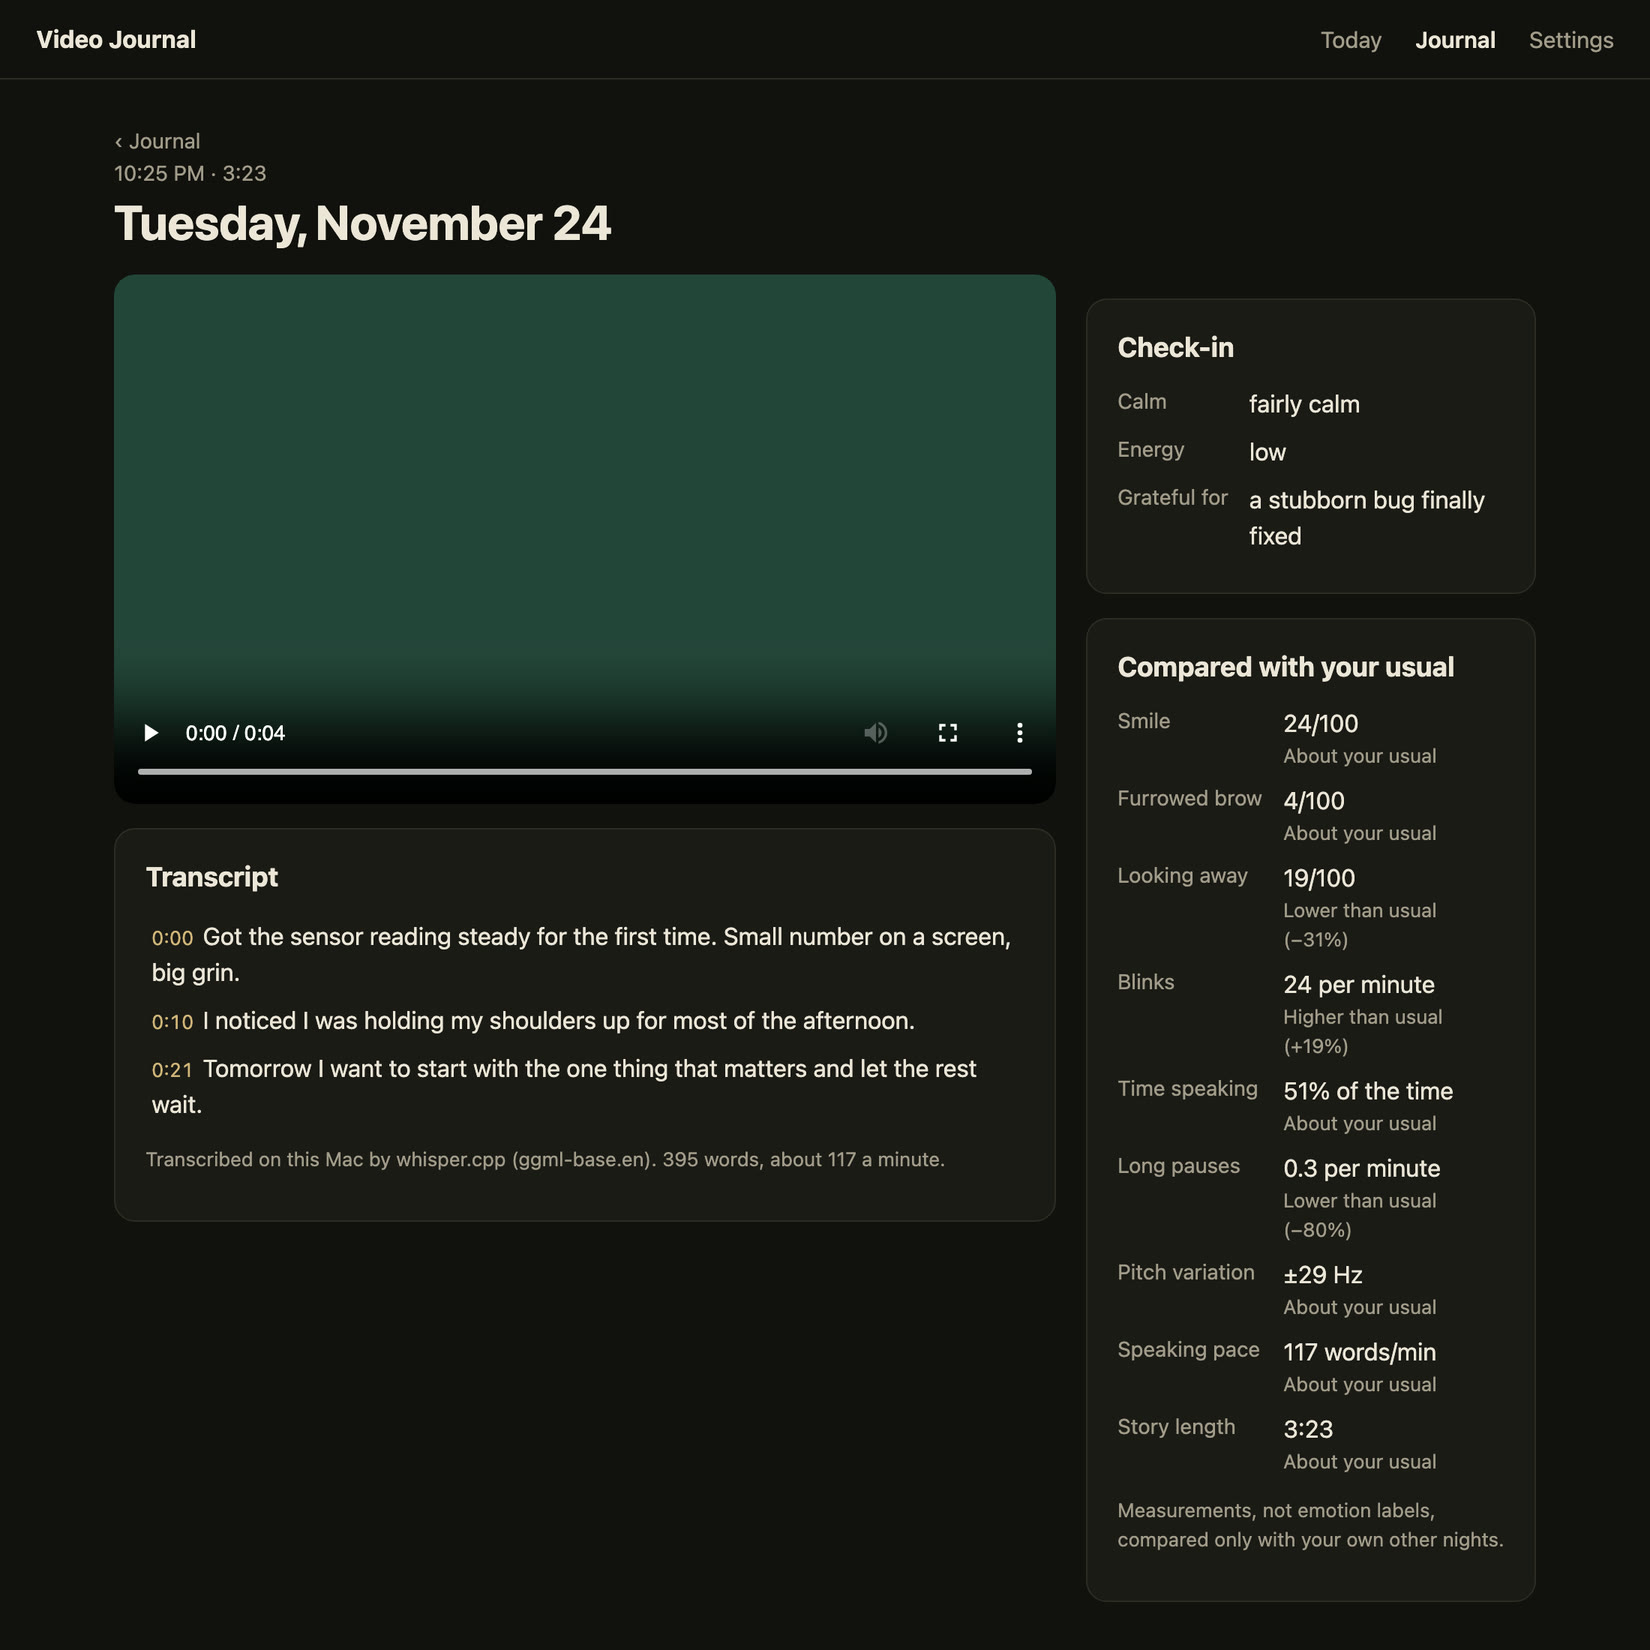 Video Journal
Today
Journal
Settings
‹ Journal
10:25 PM · 3:23
Tuesday, November 24
0:00 / 0:04
Transcript
0:00 Got the sensor reading steady for the first time. Small number on a screen,
big grin.
0:10 I noticed I was holding my shoulders up for most of the afternoon.
0:21 Tomorrow I want to start with the one thing that matters and let the rest
wait.
Transcribed on this Mac by whisper.cpp (ggml-base.en). 395 words, about 117 a minute.
Check-in
Calm fairly calm
Energy low
Grateful for a stubborn bug finally
fixed
Compared with your usual
Smile 24/100
About your usual
Furrowed brow 4/100
About your usual
Looking away 19/100
Lower than usual
(−31%)
Blinks 24 per minute
Higher than usual
(+19%)
Time speaking 51% of the time
About your usual
Long pauses 0.3 per minute
Lower than usual
(−80%)
Pitch variation ±29 Hz
About your usual
Speaking pace 117 words/min
About your usual
Story length 3:23
About your usual
Measurements, not emotion labels,
compared only with your own other nights.